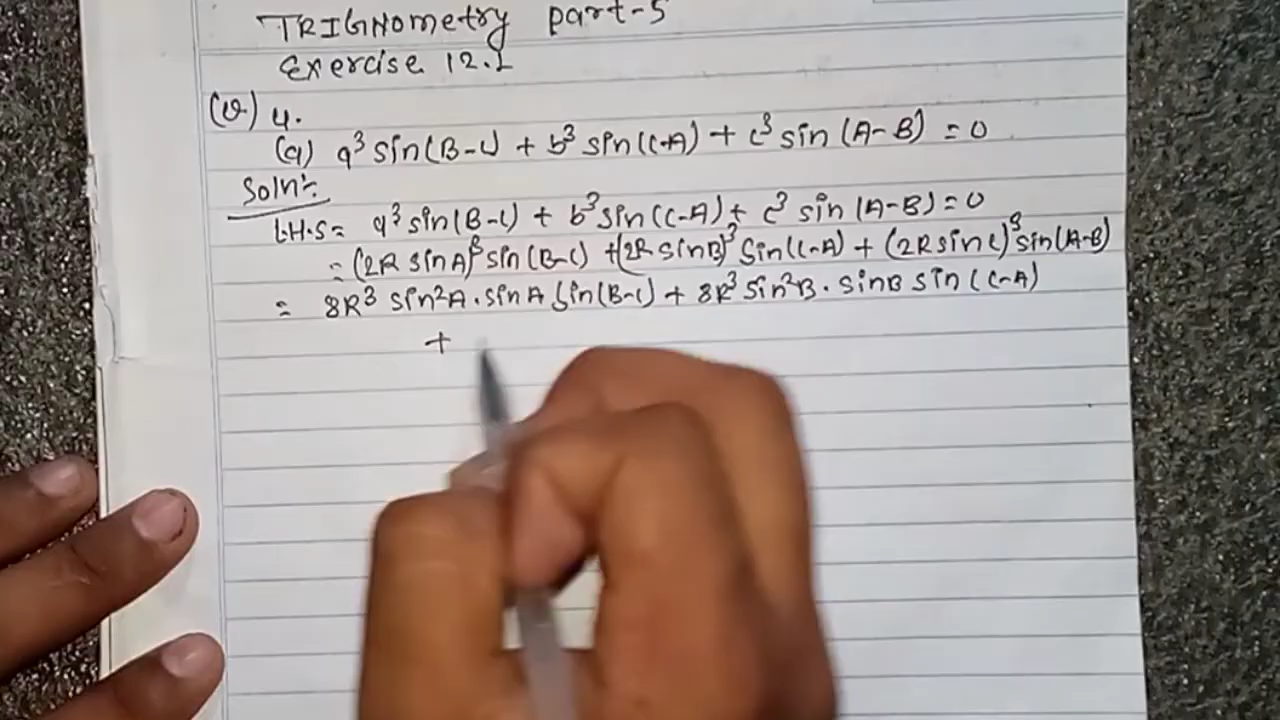 TRIGNometry part-5
Exercise 12.1
(Q) 4.
(a) a³ sin(B-C) + b³ sin(C-A) + c³ sin(A-B) = 0
Soln:
L.H.S = a³ sin(B-C) + b³ sin(C-A) + c³ sin(A-B) = 0
= (2R sinA)³ sin(B-C) + (2R sinB)³ sin(C-A) + (2R sinC)³ sin(A-B)
= 8R³ sin²A . sinA sin(B-C) + 8R³ sin²B . sinB sin(C-A)
+